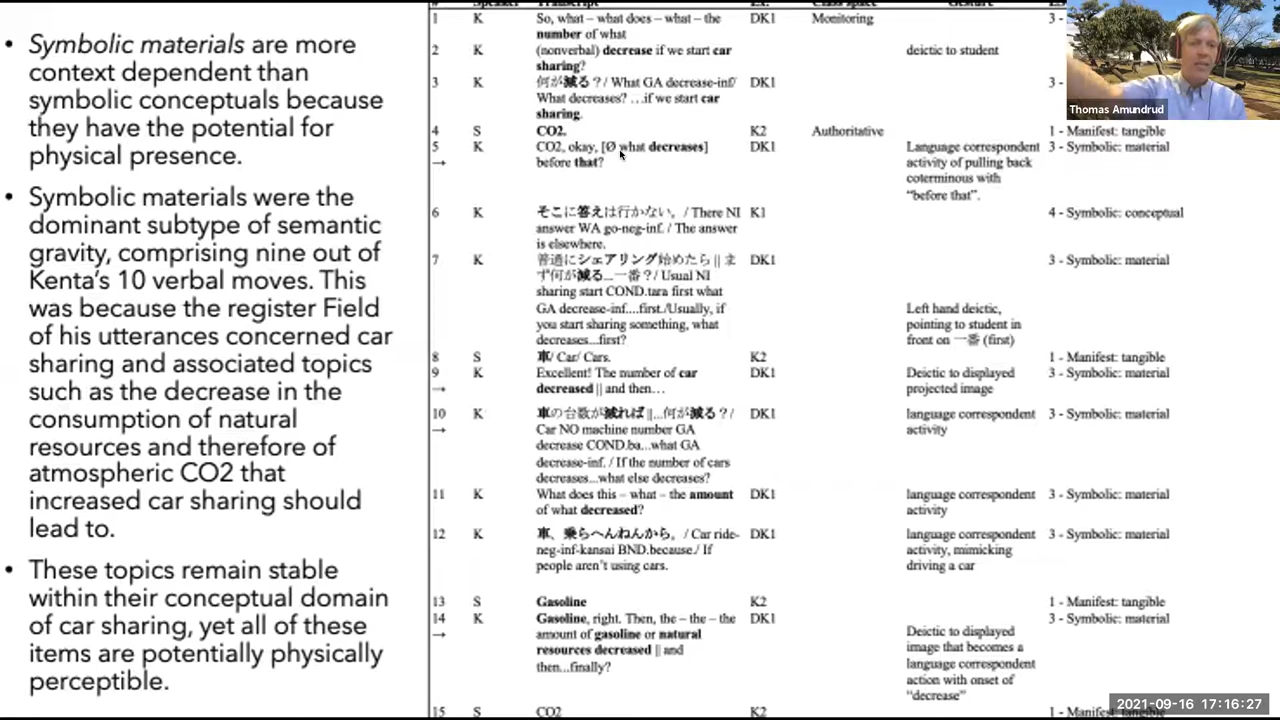 • Symbolic materials are more
context dependent than
symbolic conceptuals because
they have the potential for
physical presence.
• Symbolic materials were the
dominant subtype of semantic
gravity, comprising nine out of
Kenta's 10 verbal moves. This
was because the register Field
of his utterances concerned car
sharing and associated topics
such as the decrease in the
consumption of natural
resources and therefore of
atmospheric CO2 that
increased car sharing should
lead to.
• These topics remain stable
within their conceptual domain
of car sharing, yet all of these
items are potentially physically
perceptible.
# Speaker Transcript Ex. Class space Gesture
1 K So, what – what does – what – the DK1 Monitoring 3 -
number of what
2 K (nonverbal) decrease if we start car deictic to student
sharing?
3 K 何が減る?/ What GA decrease-inf/ DK1 3 -
What decreases? …if we start car
sharing.
4 S CO2. K2 Authoritative 1 - Manifest: tangible
5 K CO2, okay, [Ø what decreases] DK1 Language correspondent 3 - Symbolic: material
→ before that? activity of pulling back
coterminous with
"before that".
6 K そこに答えは行かない。/ There NI K1 4 - Symbolic: conceptual
answer WA go-neg-inf. / The answer
is elsewhere.
7 K 普通にシェアリング始めたら || ま DK1 3 - Symbolic: material
ず何が減る...一番?/ Usual NI
sharing start COND.tara first what
GA decrease-inf....first./Usually, if Left hand deictic,
you start sharing something, what pointing to student in
decreases...first? front on 一番 (first)
8 S 車/ Car/ Cars. K2 1 - Manifest: tangible
9 K Excellent! The number of car DK1 Deictic to displayed 3 - Symbolic: material
→ decreased || and then… projected image
10 K 車の台数が減れば ||...何が減る?/ DK1 language correspondent 3 - Symbolic: material
→ Car NO machine number GA activity
decrease COND.ba...what GA
decrease-inf. / If the number of cars
decreases...what else decreases?
11 K What does this – what – the amount DK1 language correspondent 3 - Symbolic: material
of what decreased? activity
12 K 車、乗らへんねんから。/ Car ride- DK1 language correspondent 3 - Symbolic: material
neg-inf-kansai BND.because./ If activity, mimicking
people aren't using cars. driving a car
13 S Gasoline K2 1 - Manifest: tangible
14 K Gasoline, right. Then, the – the – the DK1 3 - Symbolic: material
→ amount of gasoline or natural Deictic to displayed
resources decreased || and image that becomes a
then…finally? language correspondent
action with onset of
"decrease"
15 S CO2 K2 1 - Manifest: tangible
Thomas Amundrud
2021-09-16 17:16:27